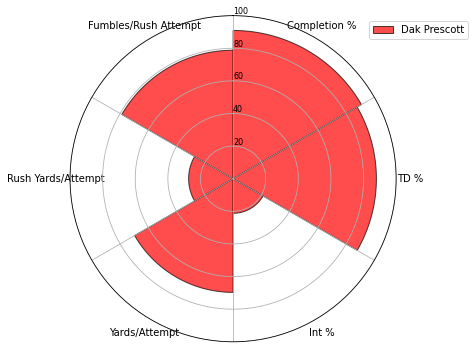 100
Fumbles/Rush Attempt
Completion %
Dak Prescott
80
60
40
20
Rush Yards/Attempt
TD %
Yards/Attempt
Int %